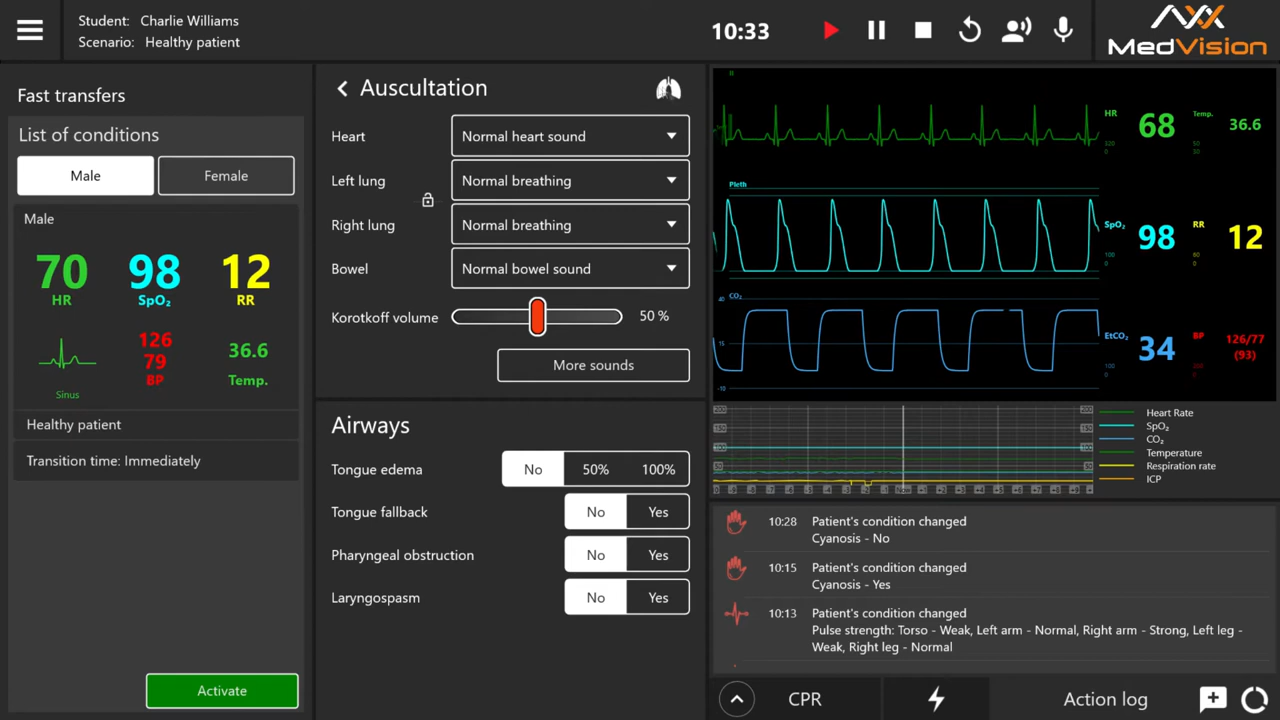 Student: Charlie Williams
Scenario: Healthy patient
10:33
MedVision
Fast transfers
List of conditions
Male
Female
Male
70
98
12
HR
SpO₂
RR
126
79
BP
36.6
Temp.
Sinus
Healthy patient
Transition time: Immediately
Activate
Auscultation
Heart
Normal heart sound
Left lung
Normal breathing
Right lung
Normal breathing
Bowel
Normal bowel sound
Korotkoff volume
50 %
More sounds
Airways
Tongue edema
No
50%
100%
Tongue fallback
No
Yes
Pharyngeal obstruction
No
Yes
Laryngospasm
No
Yes
HR
68
Temp.
36.6
Pleth
SpO₂
98
RR
12
CO₂
40
15
-10
EtCO₂
34
BP
126/77
(93)
Heart Rate
SpO₂
CO₂
Temperature
Respiration rate
ICP
10:28 Patient's condition changed
Cyanosis - No
10:15 Patient's condition changed
Cyanosis - Yes
10:13 Patient's condition changed
Pulse strength: Torso - Weak, Left arm - Normal, Right arm - Strong, Left leg -
Weak, Right leg - Normal
CPR
Action log